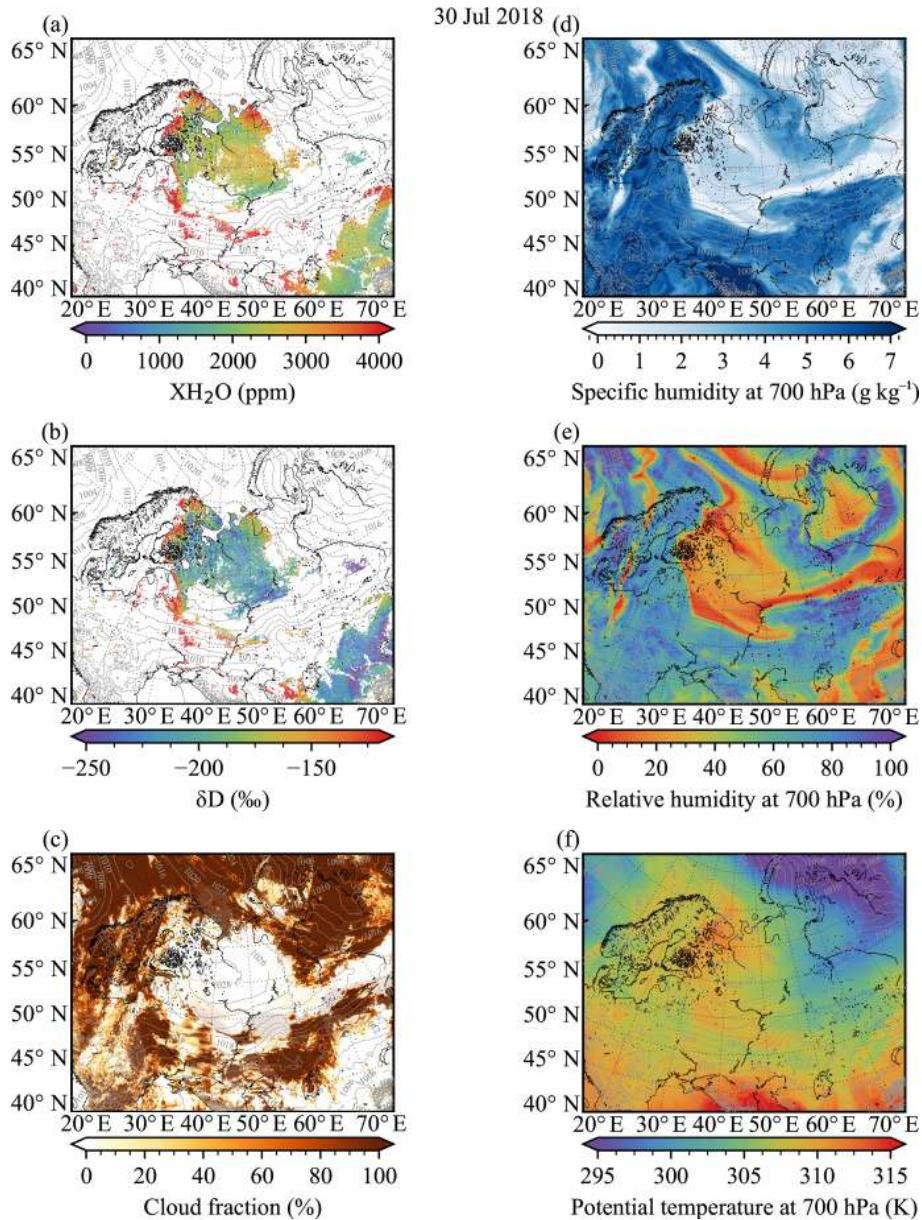 30 Jul 2018
(a)
65° N
60° N
55° N
50° N
45° N
40° N
20° E 30° E 40° E 50° E 60° E 70° E
0 1000 2000 3000 4000
XH₂O (ppm)
(d)
65° N
60° N
55° N
50° N
45° N
40° N
20° E 30° E 40° E 50° E 60° E 70° E
0 1 2 3 4 5 6 7
Specific humidity at 700 hPa (g kg⁻¹)
(b)
65° N
60° N
55° N
50° N
45° N
40° N
20° E 30° E 40° E 50° E 60° E 70° E
−250 −200 −150
δD (‰)
(e)
65° N
60° N
55° N
50° N
45° N
40° N
20° E 30° E 40° E 50° E 60° E 70° E
0 20 40 60 80 100
Relative humidity at 700 hPa (%)
(c)
65° N
60° N
55° N
50° N
45° N
40° N
20° E 30° E 40° E 50° E 60° E 70° E
0 20 40 60 80 100
Cloud fraction (%)
(f)
65° N
60° N
55° N
50° N
45° N
40° N
20° E 30° E 40° E 50° E 60° E 70° E
295 300 305 310 315
Potential temperature at 700 hPa (K)